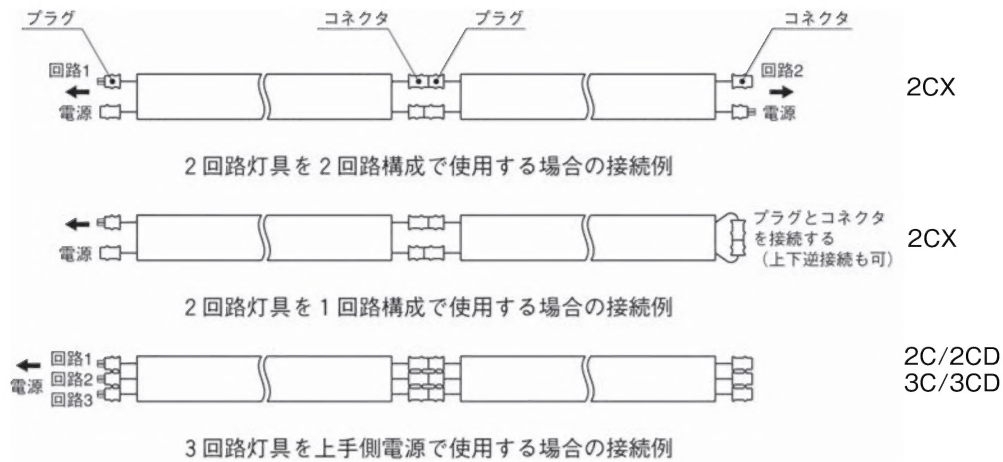 プラグ
コネクタ
プラグ
コネクタ
回路1
電源
回路2
電源
2CX
2 回路灯具を 2 回路構成で使用する場合の接続例
電源
プラグとコネクタ
を接続する
（上下逆接続も可）
2CX
2 回路灯具を 1 回路構成で使用する場合の接続例
電源
回路1
回路2
回路3
2C/2CD
3C/3CD
3 回路灯具を上手側電源で使用する場合の接続例